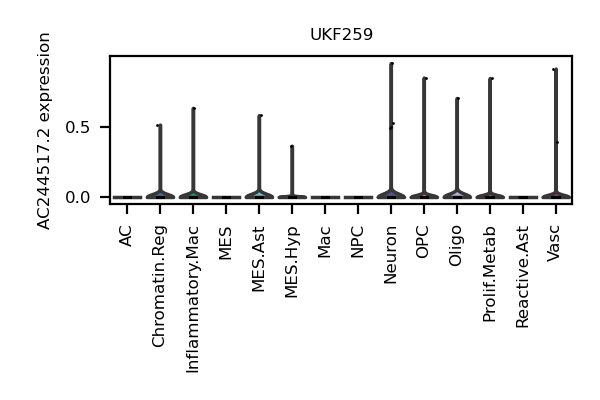 UKF259
AC244517.2 expression
0.5
0.0
AC
Chromatin.Reg
Inflammatory.Mac
MES
MES.Ast
MES.Hyp
Mac
NPC
Neuron
OPC
Oligo
Prolif.Metab
Reactive.Ast
Vasc